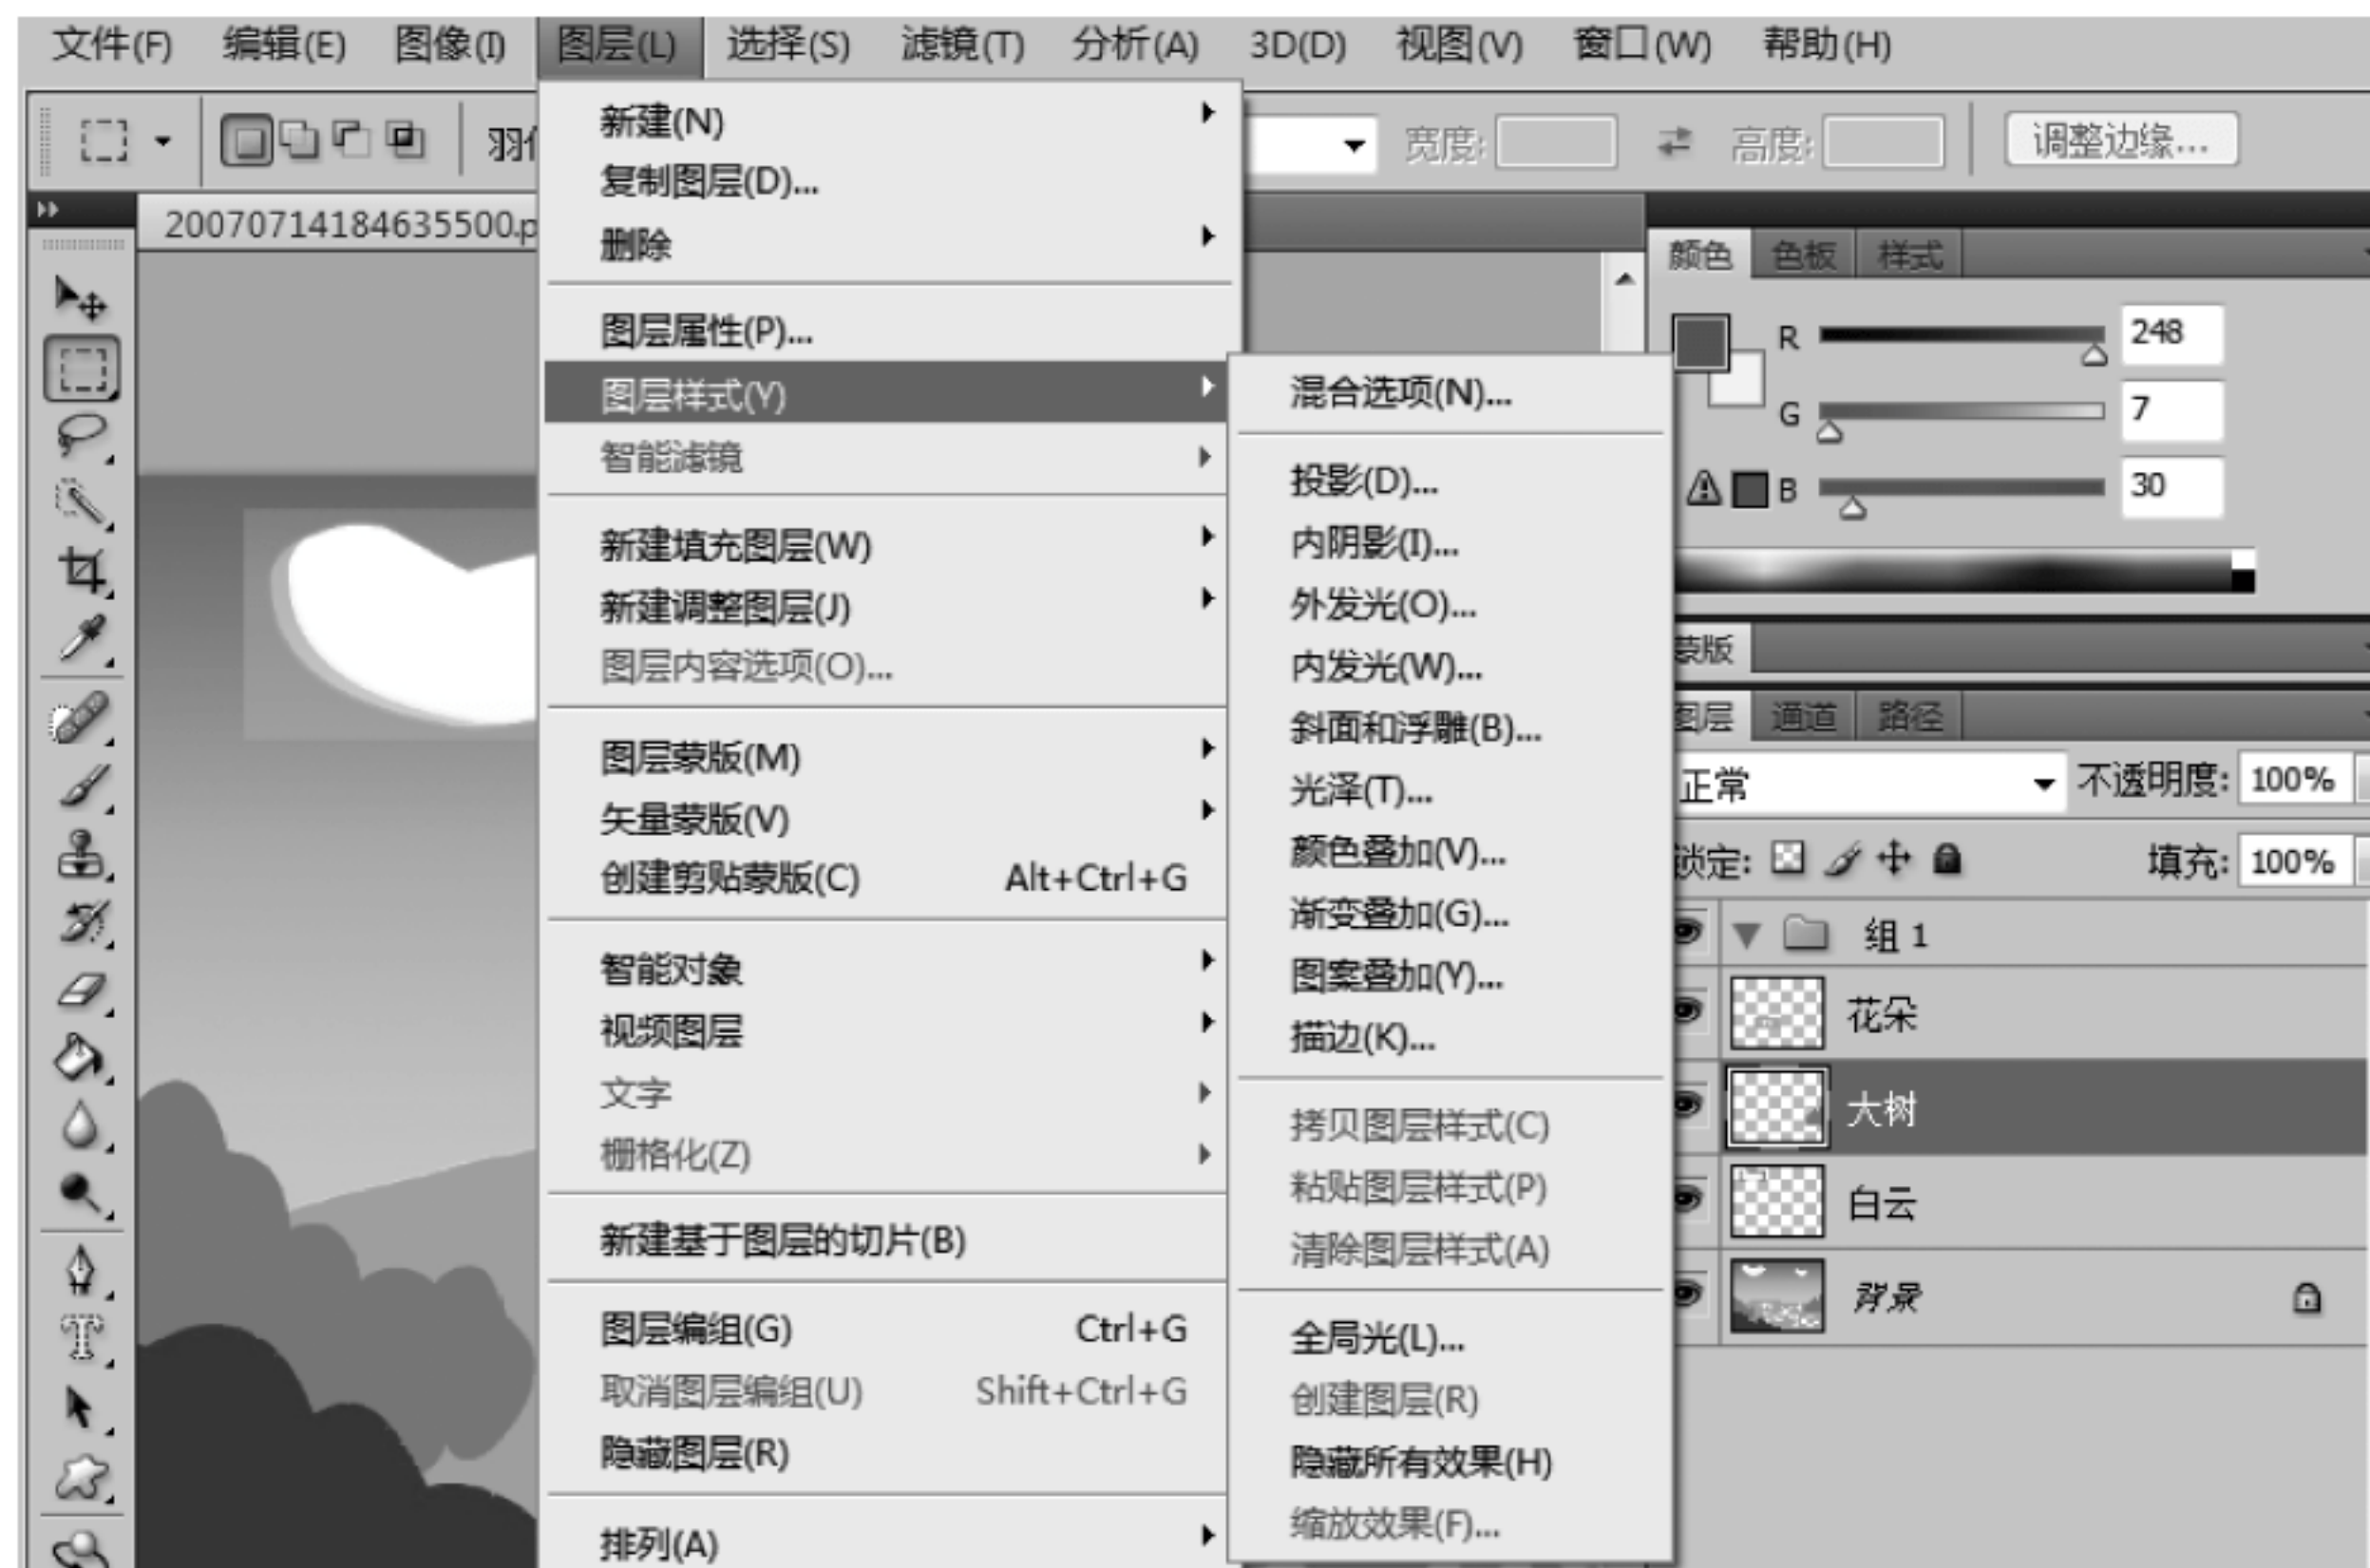 文件(F) 编辑(E) 图像(I) 图层(L) 选择(S) 滤镜(T) 分析(A) 3D(D) 视图(V) 窗口(W) 帮助(H)
宽度: 高度: 调整边缘...
20070714184635500.p
新建(N)
复制图层(D)...
删除
图层属性(P)...
图层样式(Y)
智能滤镜
新建填充图层(W)
新建调整图层(J)
图层内容选项(O)...
图层蒙版(M)
矢量蒙版(V)
创建剪贴蒙版(C) Alt+Ctrl+G
智能对象
视频图层
文字
栅格化(Z)
新建基于图层的切片(B)
图层编组(G) Ctrl+G
取消图层编组(U) Shift+Ctrl+G
隐藏图层(R)
排列(A)
混合选项(N)...
投影(D)...
内阴影(I)...
外发光(O)...
内发光(W)...
斜面和浮雕(B)...
光泽(T)...
颜色叠加(V)...
渐变叠加(G)...
图案叠加(Y)...
描边(K)...
拷贝图层样式(C)
粘贴图层样式(P)
清除图层样式(A)
全局光(L)...
创建图层(R)
隐藏所有效果(H)
缩放效果(F)...
颜色 色板 样式
R 248
G 7
B 30
蒙版
图层 通道 路径
正常 不透明度: 100%
锁定: 填充: 100%
组 1
花朵
大树
白云
背景